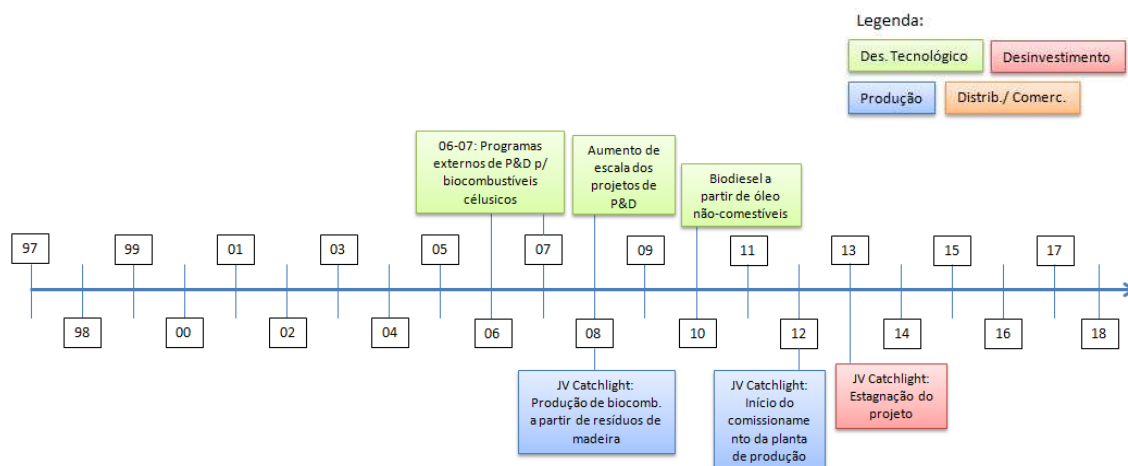 Legenda:
Des. Tecnológico
Desinvestimento
Produção
Distrib./ Comerc.
06-07: Programas
externos de P&D p/
biocombustíveis
célusicos
Aumento de
escala dos
projetos de
P&D
Biodiesel a
partir de óleo
não-comestíveis
97
99
01
03
05
07
09
11
13
15
17
98
00
02
04
06
08
10
12
14
16
18
JV Catchlight:
Produção de biocomb.
a partir de resíduos de
madeira
JV Catchlight:
Início do
comissioname
nto da planta
de produção
JV Catchlight:
Estagnação do
projeto